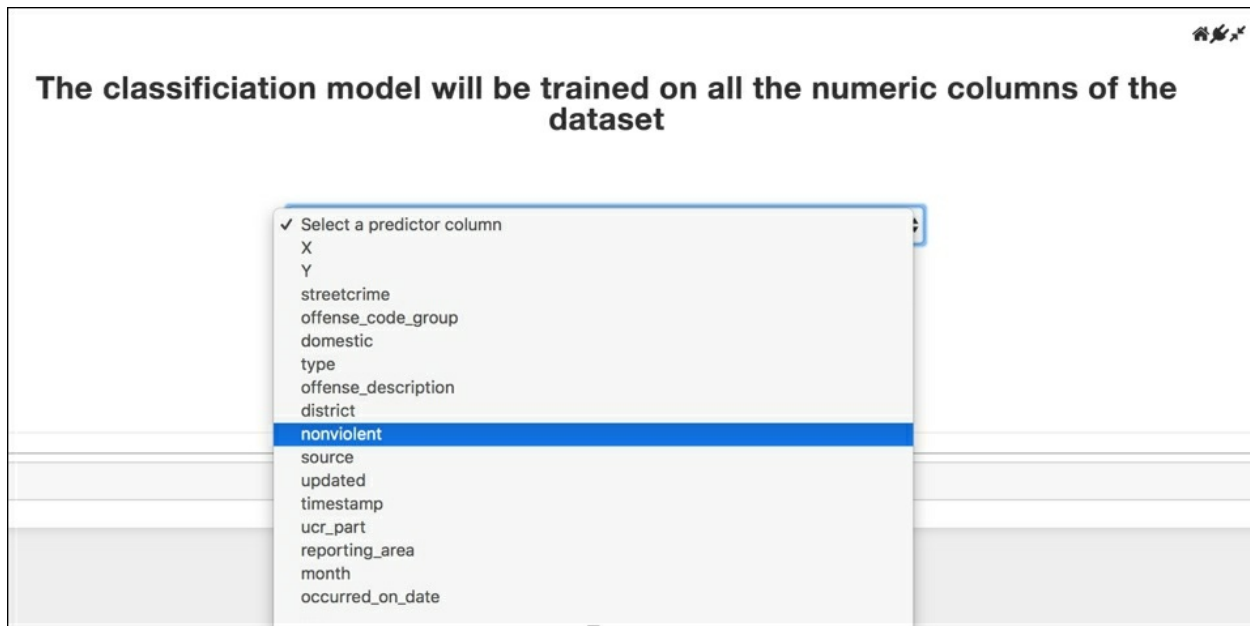 The classificiation model will be trained on all the numeric columns of the
dataset
✓ Select a predictor column
X
Y
streetcrime
offense_code_group
domestic
type
offense_description
district
nonviolent
source
updated
timestamp
ucr_part
reporting_area
month
occurred_on_date